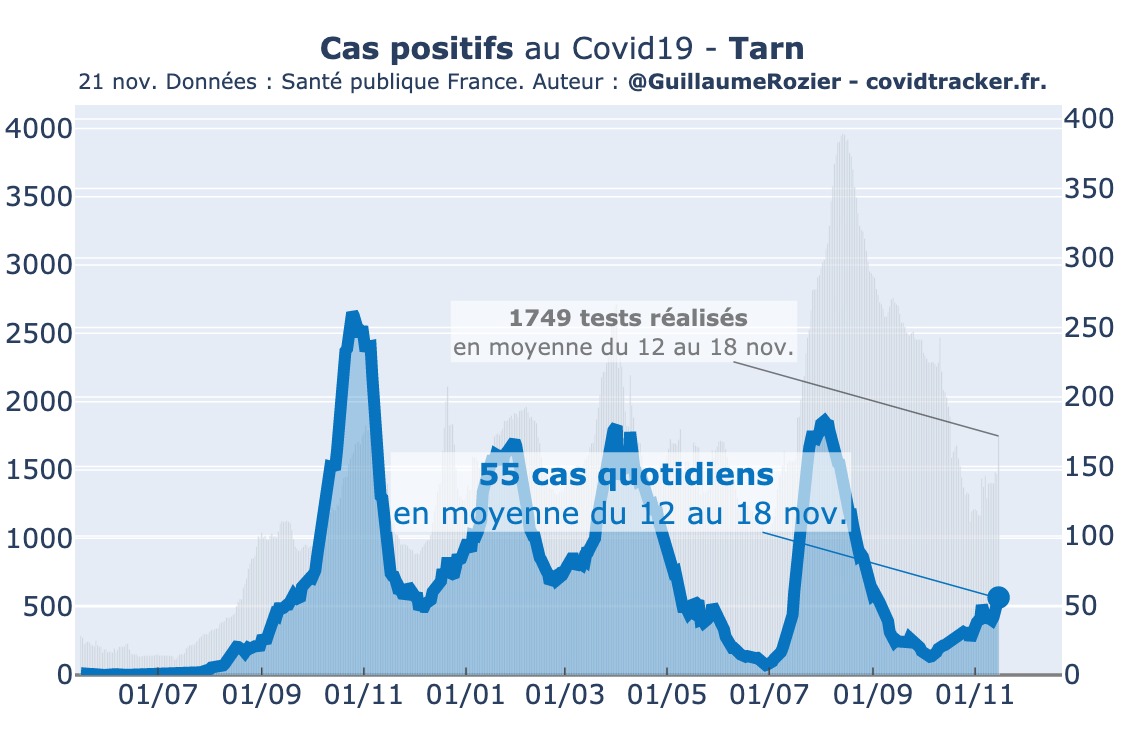 Cas positifs au Covid19 - Tarn
21 nov. Données : Santé publique France. Auteur : @GuillaumeRozier - covidtracker.fr.
4000
3500
3000
2500
2000
1500
1000
500
0
400
350
300
250
200
150
100
50
0
1749 tests réalisés
en moyenne du 12 au 18 nov.
55 cas quotidiens
en moyenne du 12 au 18 nov.
01/07 01/09 01/11 01/01 01/03 01/05 01/07 01/09 01/11